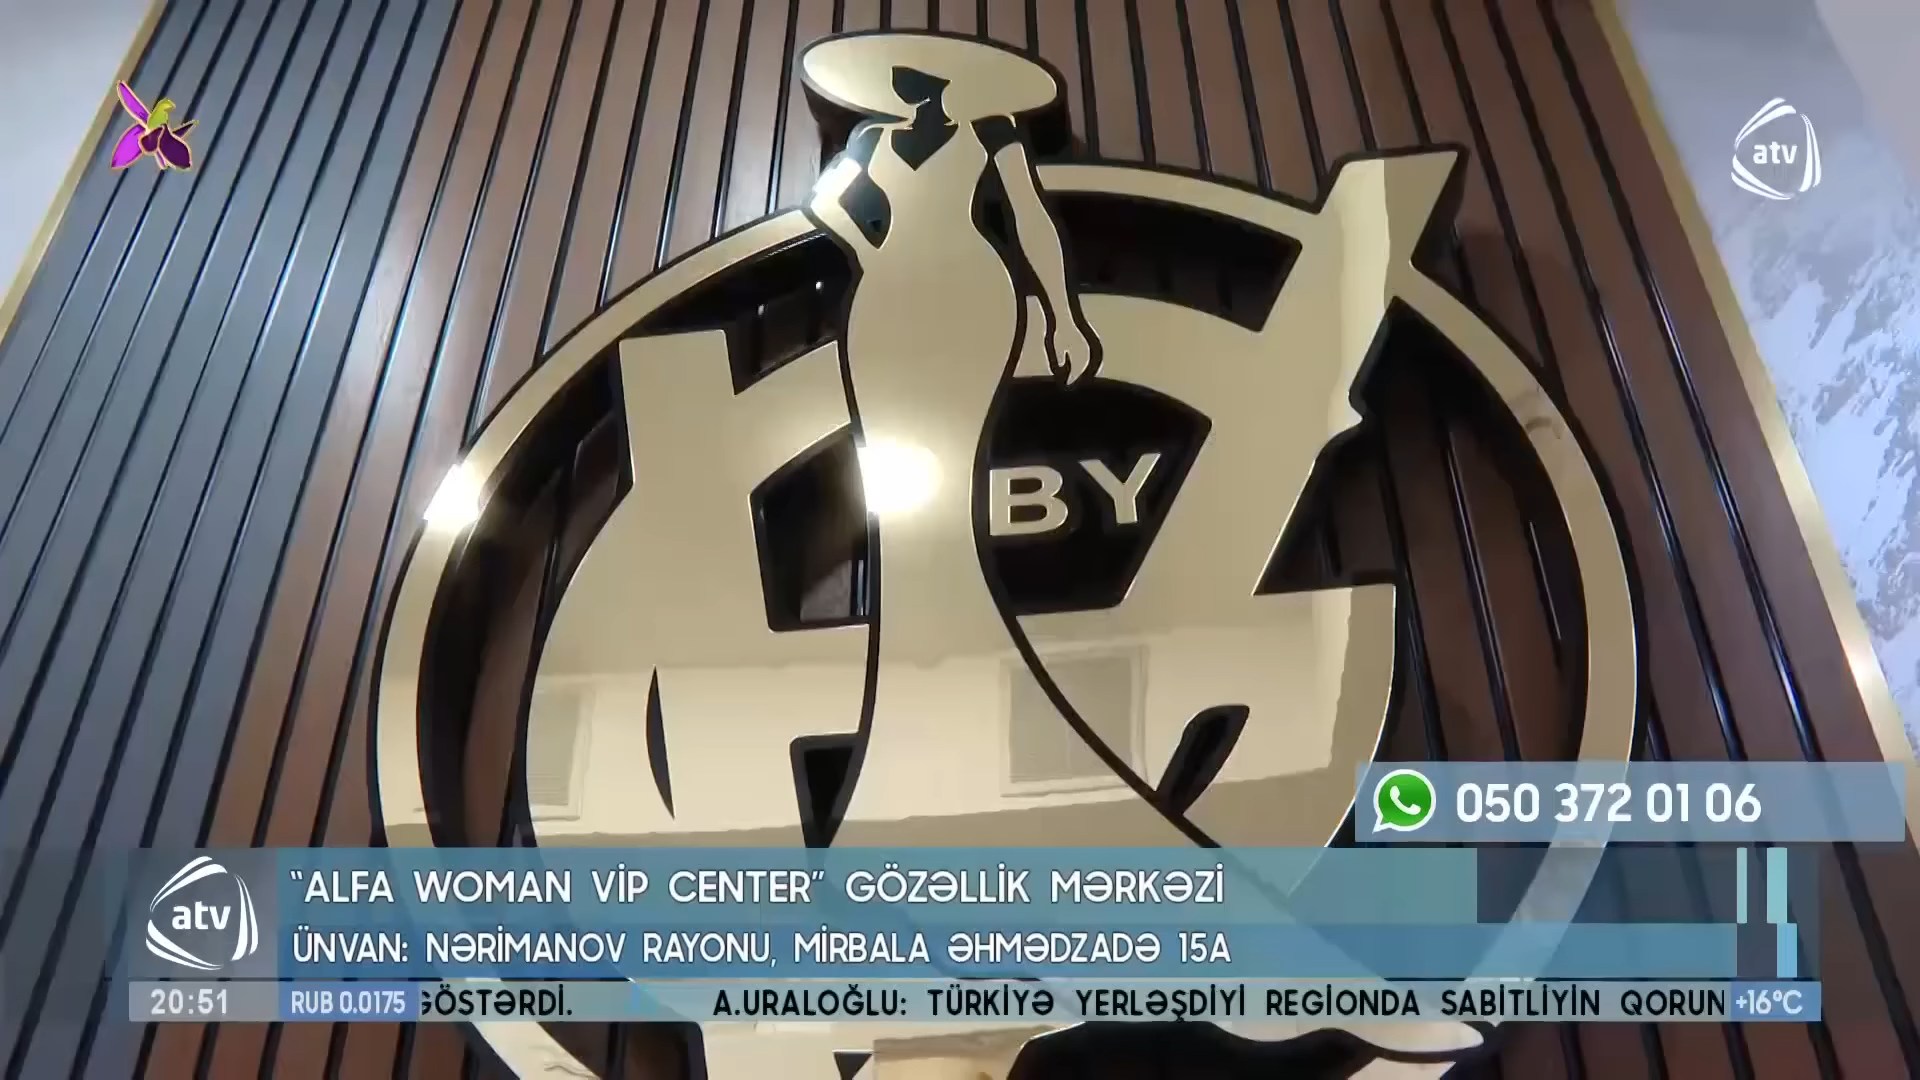 atv
BY
050 372 01 06
atv
“ALFA WOMAN VİP CENTER” GÖZƏLLİK MƏRKƏZİ
ÜNVAN: NƏRİMANOV RAYONU, MİRBALA ƏHMƏDZADƏ 15A
20:51 RUB 0.0175 GÖSTƏRDİ. A.URALOĞLU: TÜRKİYƏ YERLƏŞDİYİ REGİONDA SABİTLİYİN QORUN +16°C